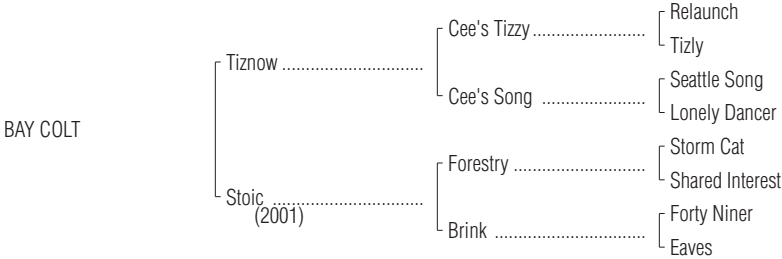 Relaunch
Cee's Tizzy ............................
Tizly
Tiznow ...................................
Seattle Song
Cee's Song ..........................
Lonely Dancer
BAY COLT
Storm Cat
Forestry .................................
Shared Interest
Stoic .....................................
(2001)
Forty Niner
Brink .....................................
Eaves